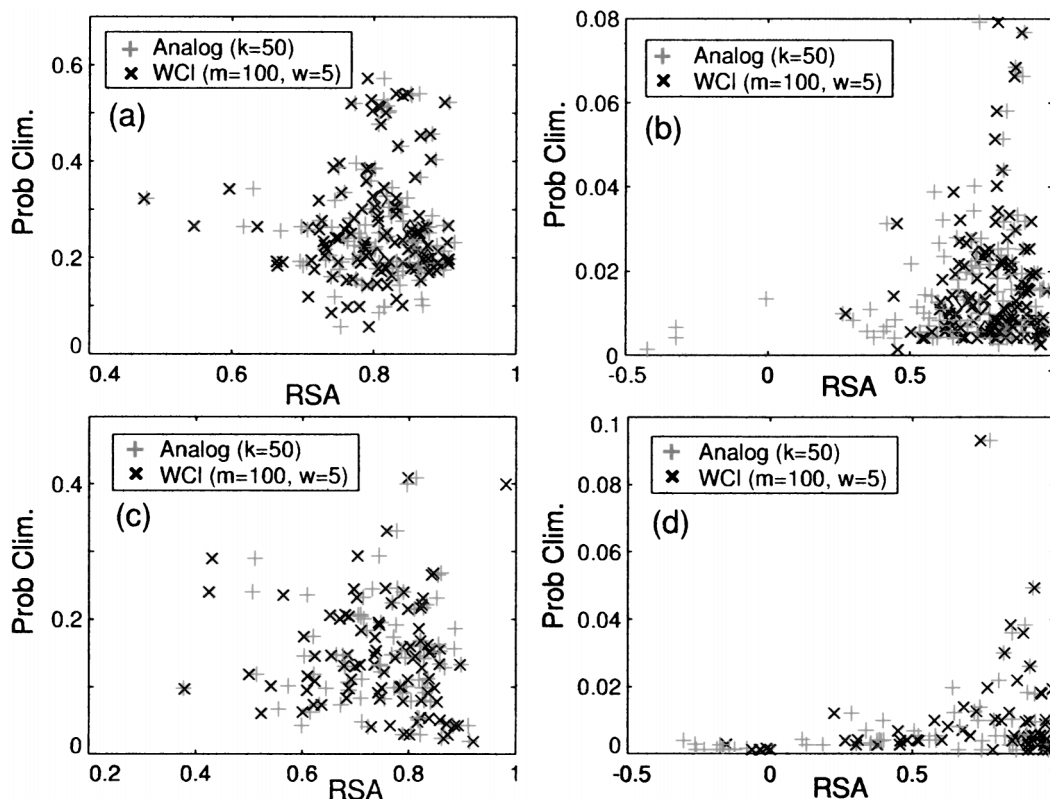 Analog (k=50)
WCI (m=100, w=5)
(a)
Prob Clim.
0.6
0.4
0.2
0
0.4
0.6
0.8
1
RSA
Analog (k=50)
WCI (m=100, w=5)
(b)
Prob Clim.
0.08
0.06
0.04
0.02
0
-0.5
0
0.5
RSA
Analog (k=50)
WCI (m=100, w=5)
(c)
Prob Clim.
0.4
0.2
0
0.2
0.4
0.6
0.8
1
RSA
Analog (k=50)
WCI (m=100, w=5)
(d)
Prob Clim.
0.1
0.08
0.06
0.04
0.02
0
-0.5
0
0.5
RSA